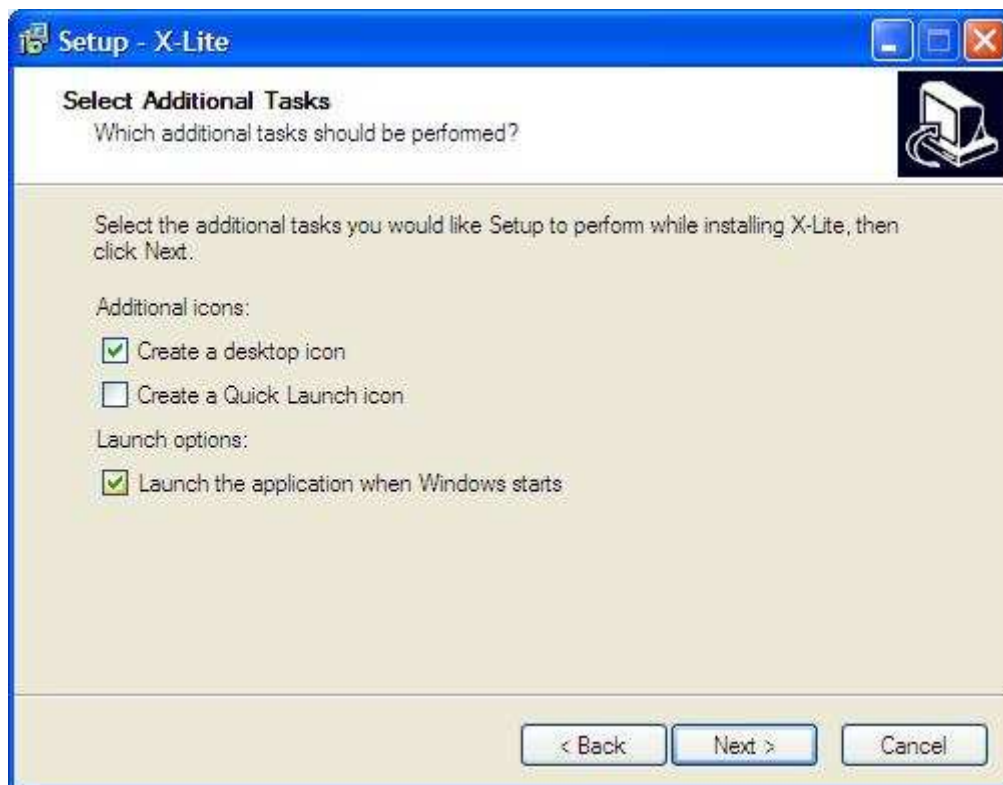 Setup - X-Lite
Select Additional Tasks
Which additional tasks should be performed?
Select the additional tasks you would like Setup to perform while installing X-Lite, then
click Next.
Additional icons:
Create a desktop icon
Create a Quick Launch icon
Launch options:
Launch the application when Windows starts
< Back
Next >
Cancel